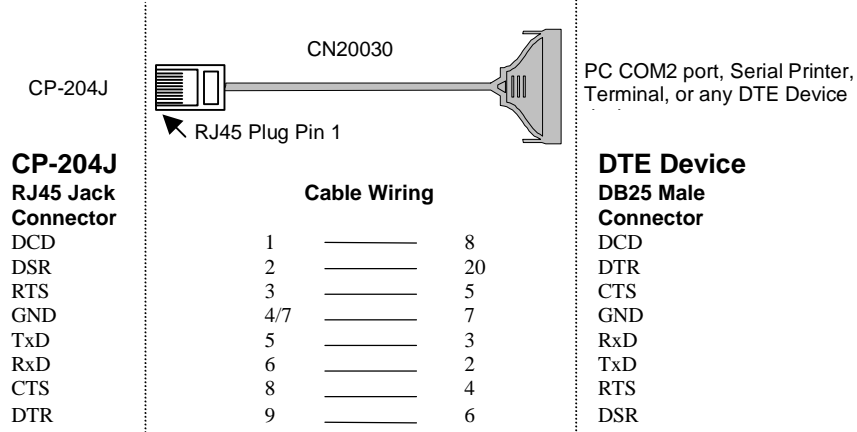 CN20030
CP-204J
PC COM2 port, Serial Printer,
Terminal, or any DTE Device
RJ45 Plug Pin 1
CP-204J
RJ45 Jack
Connector
Cable Wiring
DTE Device
DB25 Male
Connector
DCD 1 8 DCD
DSR 2 20 DTR
RTS 3 5 CTS
GND 4/7 7 GND
TxD 5 3 RxD
RxD 6 2 TxD
CTS 8 4 RTS
DTR 9 6 DSR